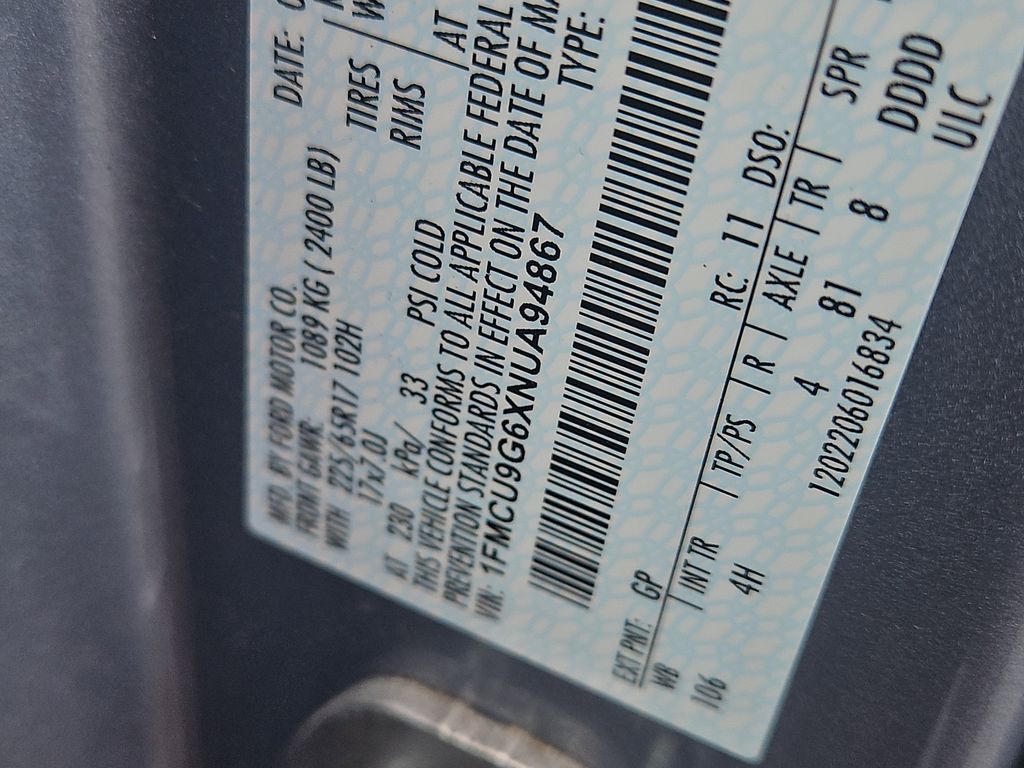 MFD. BY FORD MOTOR CO.
DATE:
FRONT GAWR: 1089 KG ( 2400 LB)
WITH 225/65R17 102H TIRES
17x7.0J RIMS
AT 230 kPa/ 33 PSI COLD AT
THIS VEHICLE CONFORMS TO ALL APPLICABLE FEDERAL
PREVENTION STANDARDS IN EFFECT ON THE DATE OF
VIN: 1FMCU9G6XNUA94867 TYPE:
EXT PNT: GP RC: 11 DSO:
WB | INT TR | TP/PS | R | AXLE | TR | SPR
106 4H 4 81 8 DDDD
1202206016834 ULC